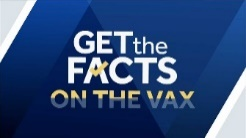 GET the
FACTS
ON THE VAX